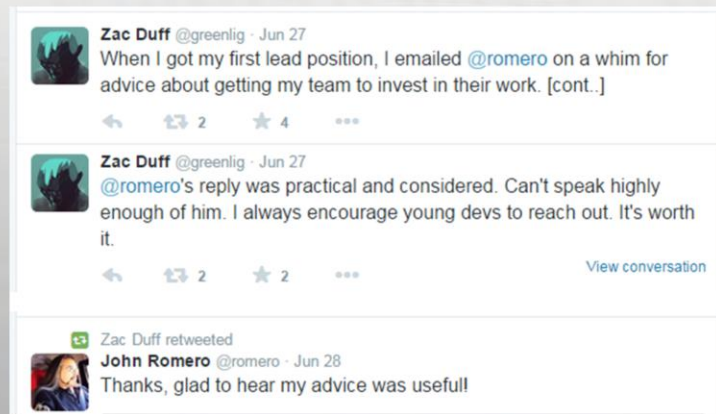 Zac Duff @greenlig · Jun 27
When I got my first lead position, I emailed @romero on a whim for
advice about getting my team to invest in their work. [cont..]
2 4
Zac Duff @greenlig · Jun 27
@romero's reply was practical and considered. Can't speak highly
enough of him. I always encourage young devs to reach out. It's worth
it.
View conversation
2 2
Zac Duff retweeted
John Romero @romero · Jun 28
Thanks, glad to hear my advice was useful!